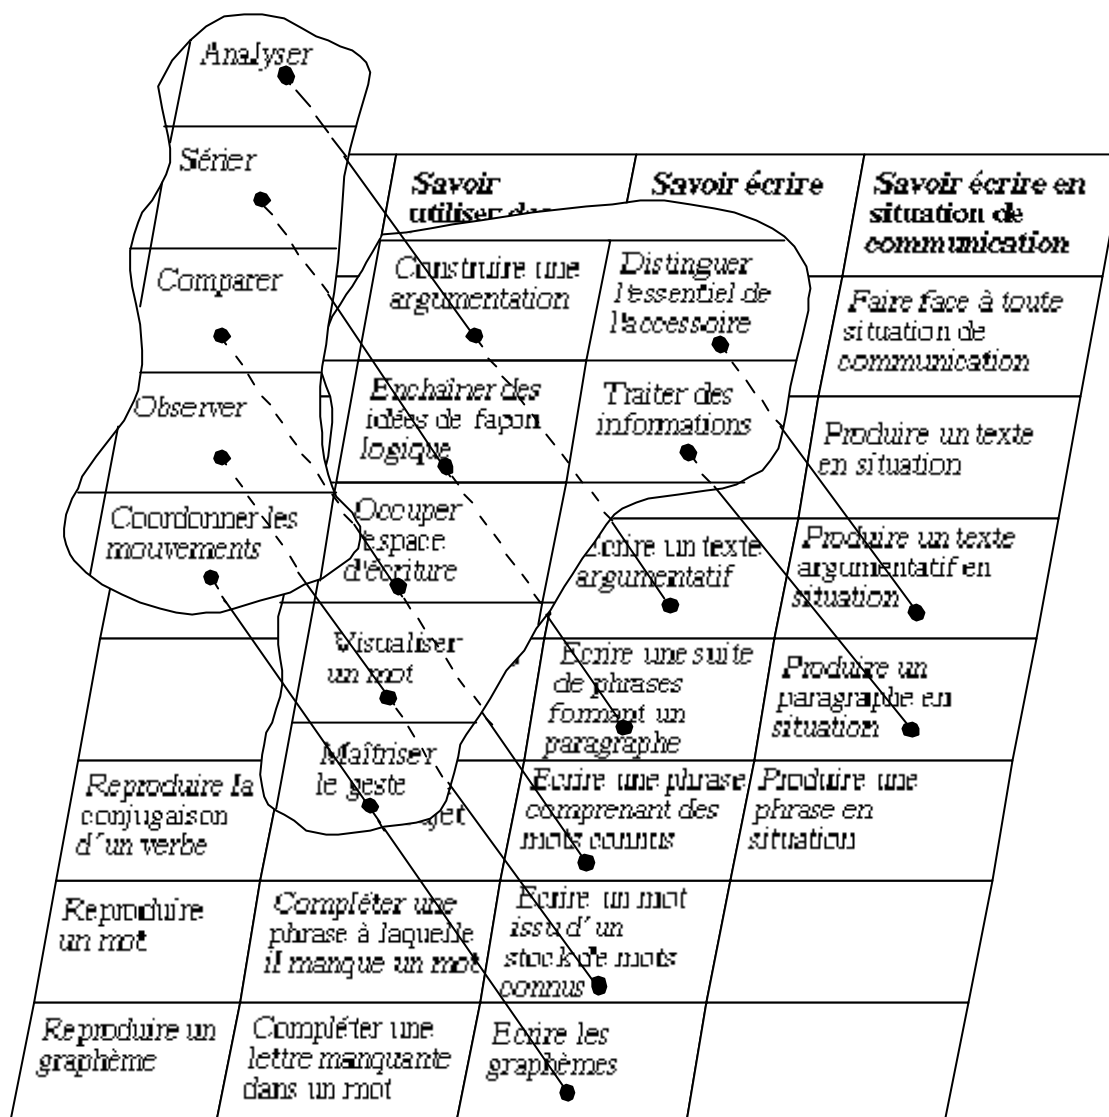 Analyser
Sérier
Comparer
Observer
Coordonner les
mouvements
Savoir
utiliser des
Savoir écrire
Savoir écrire en
situation de
communication
Construire une
argumentation
Distinguer
l'essentiel de
l'accessoire
Faire face à toute
situation de
communication
Enchaîner des
idées de façon
logique
Traiter des
informations
Produire un texte
en situation
Occuper
espace
d'écriture
Ecrire un texte
argumentatif
Produire un texte
argumentatif en
situation
Visualiser
un mot
Ecrire une suite
de phrases
formant un
paragraphe
Produire un
paragraphe en
situation
Maîtriser
le geste
jet
Reproduire la
conjugaison
d'un verbe
Ecrire une phrase
comprenant des
mots connus
Produire une
phrase en
situation
Reproduire
un mot
Compléter une
phrase à laquelle
il manque un mot
Ecrire un mot
issu d'un
stock de mots
connus
Reproduire un
graphème
Compléter une
lettre manquante
dans un mot
Ecrire les
graphèmes